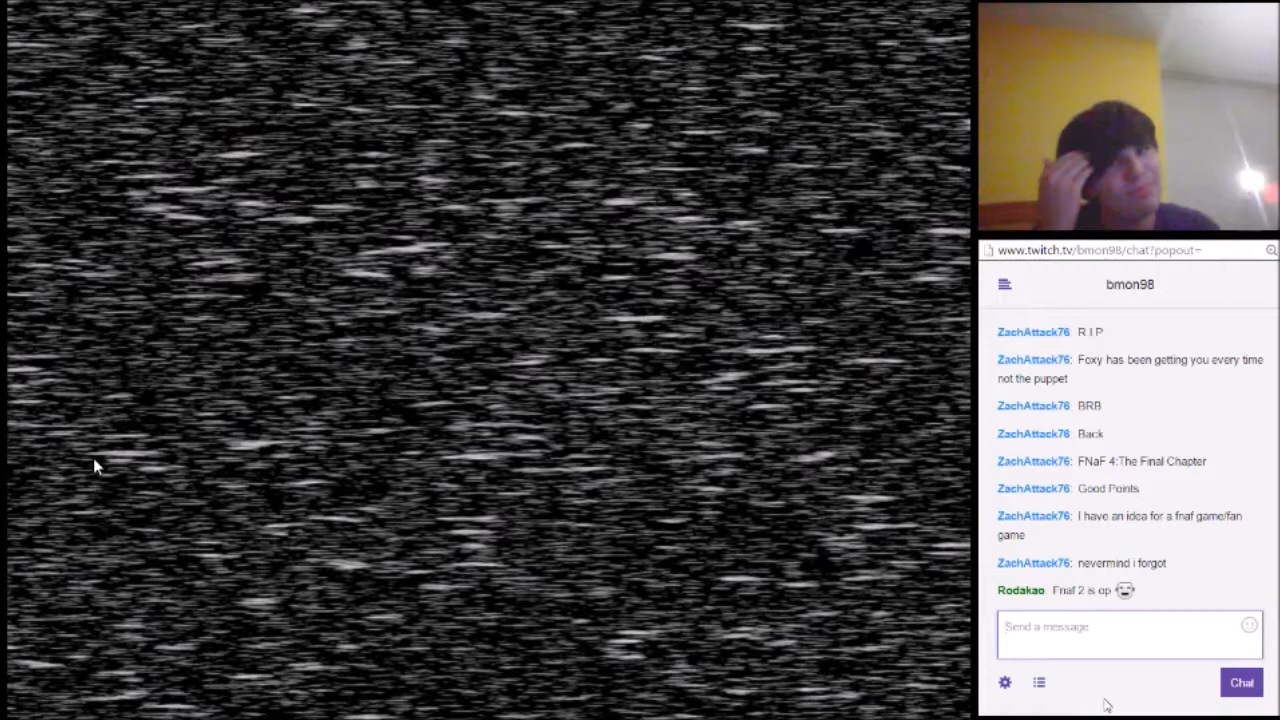 www.twitch.tv/bmon98/chat?popout=
bmon98
ZachAttack76: R I P
ZachAttack76: Foxy has been getting you every time
not the puppet
ZachAttack76: BRB
ZachAttack76: Back
ZachAttack76: FNaF 4:The Final Chapter
ZachAttack76: Good Points
ZachAttack76: I have an idea for a fnaf game/fan
game
ZachAttack76: nevermind i forgot
Rodakao: Fnaf 2 is op
Send a message
Chat